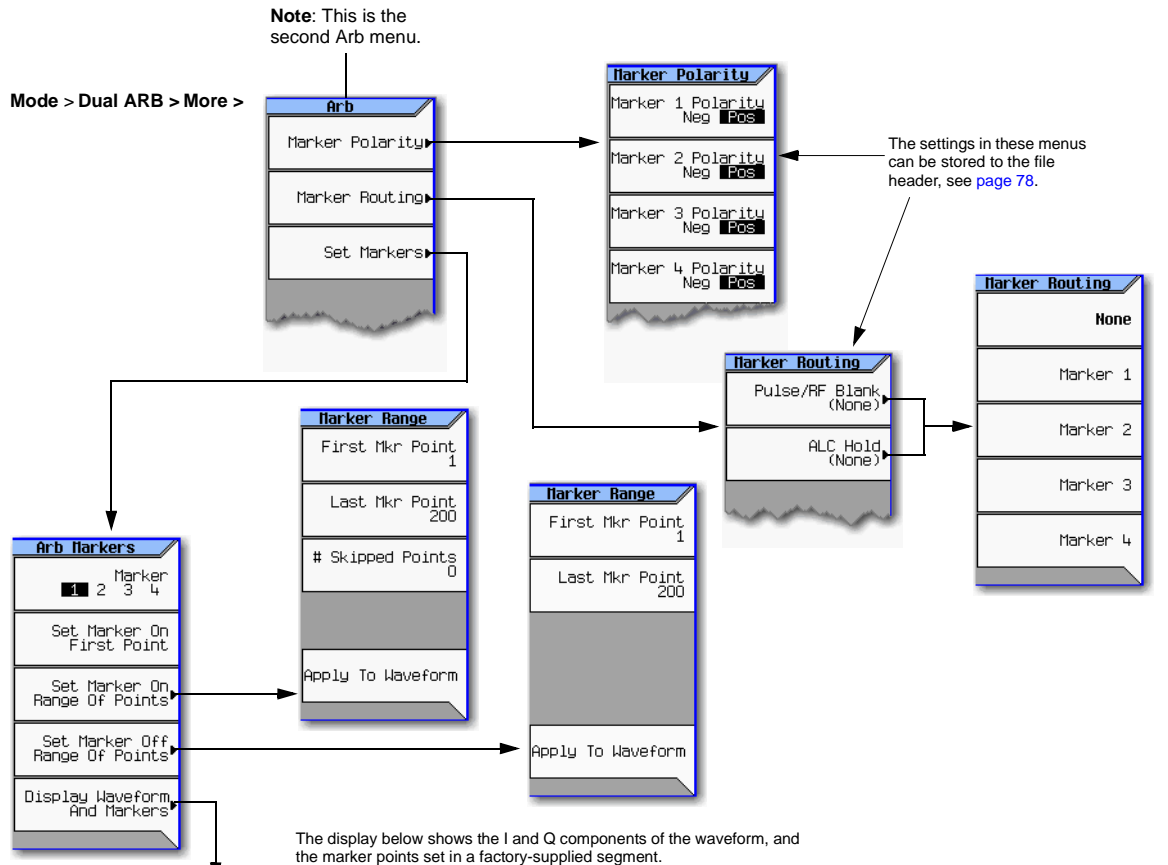 Note: This is the
second Arb menu.
Mode > Dual ARB > More >
Arb
Marker Polarity
Marker Routing
Set Markers
Marker Polarity
Marker 1 Polarity
Neg Pos
Marker 2 Polarity
Neg Pos
Marker 3 Polarity
Neg Pos
Marker 4 Polarity
Neg Pos
The settings in these menus
can be stored to the file
header, see page 78.
Marker Routing
Pulse/RF Blank
(None)
ALC Hold
(None)
Marker Routing
None
Marker 1
Marker 2
Marker 3
Marker 4
Marker Range
First Mkr Point
1
Last Mkr Point
200
# Skipped Points
0
Apply To Waveform
Marker Range
First Mkr Point
1
Last Mkr Point
200
Apply To Waveform
Arb Markers
Marker
1 2 3 4
Set Marker On
First Point
Set Marker On
Range Of Points
Set Marker Off
Range Of Points
Display Waveform
And Markers
The display below shows the I and Q components of the waveform, and
the marker points set in a factory-supplied segment.